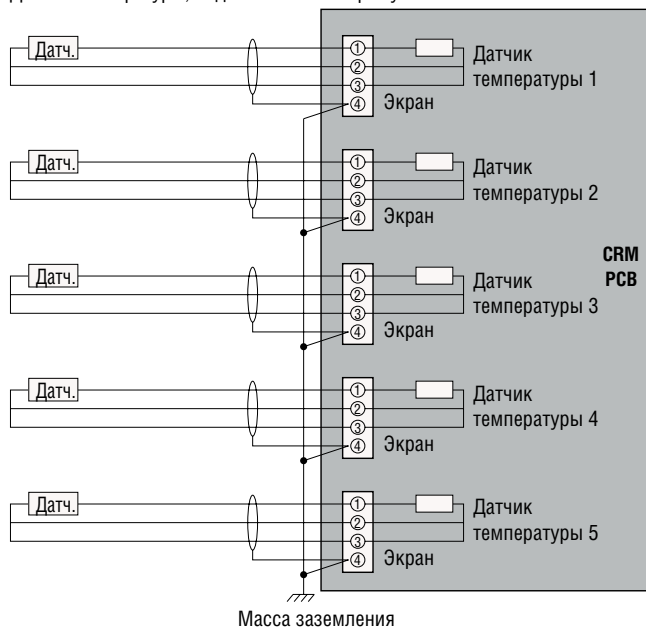 Датч.
①
②
③
④
Экран
Датчик
температуры 1
Датч.
①
②
③
④
Экран
Датчик
температуры 2
CRM
PCB
Датч.
①
②
③
④
Экран
Датчик
температуры 3
Датч.
①
②
③
④
Экран
Датчик
температуры 4
Датч.
①
②
③
④
Экран
Датчик
температуры 5
Масса заземления